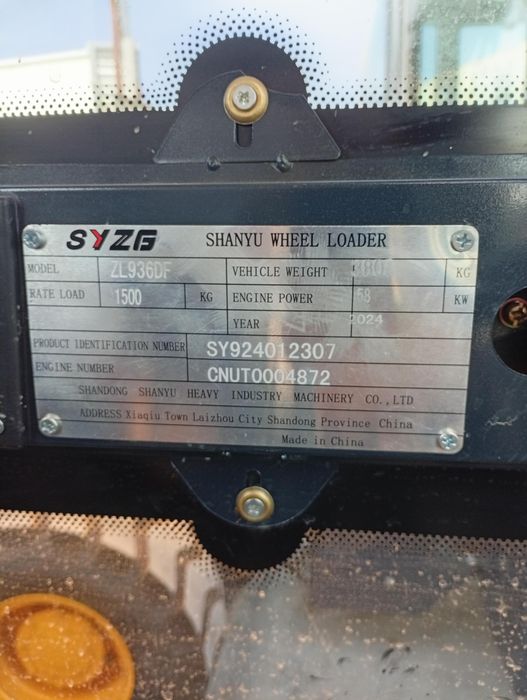 SYZG SHANYU WHEEL LOADER
MODEL ZL936DF VEHICLE WEIGHT KG
RATE LOAD 1500 KG ENGINE POWER 58 KW
YEAR 2024
PRODUCT IDENTIFICATION NUMBER SY924012307
ENGINE NUMBER CNUT0004872
SHANDONG SHANYU HEAVY INDUSTRY MACHINERY CO.,LTD
ADDRESS Xiaqiu Town Laizhou City Shandong Province China
Made in China